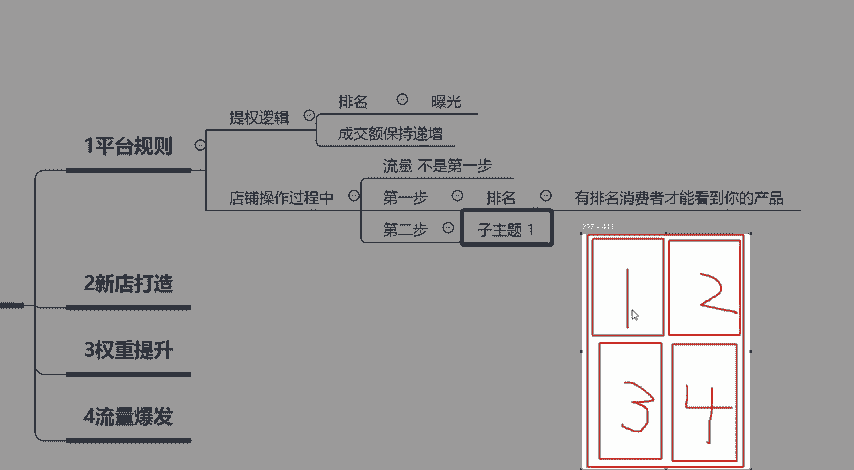 排名 曝光
提权逻辑
1平台规则
成交额保持递增
流量 不是第一步
店铺操作过程中 第一步 排名 有排名消费者才能看到你的产品
第二步 子主题 1
1 2
2新店打造
3权重提升
3 4
4流量爆发